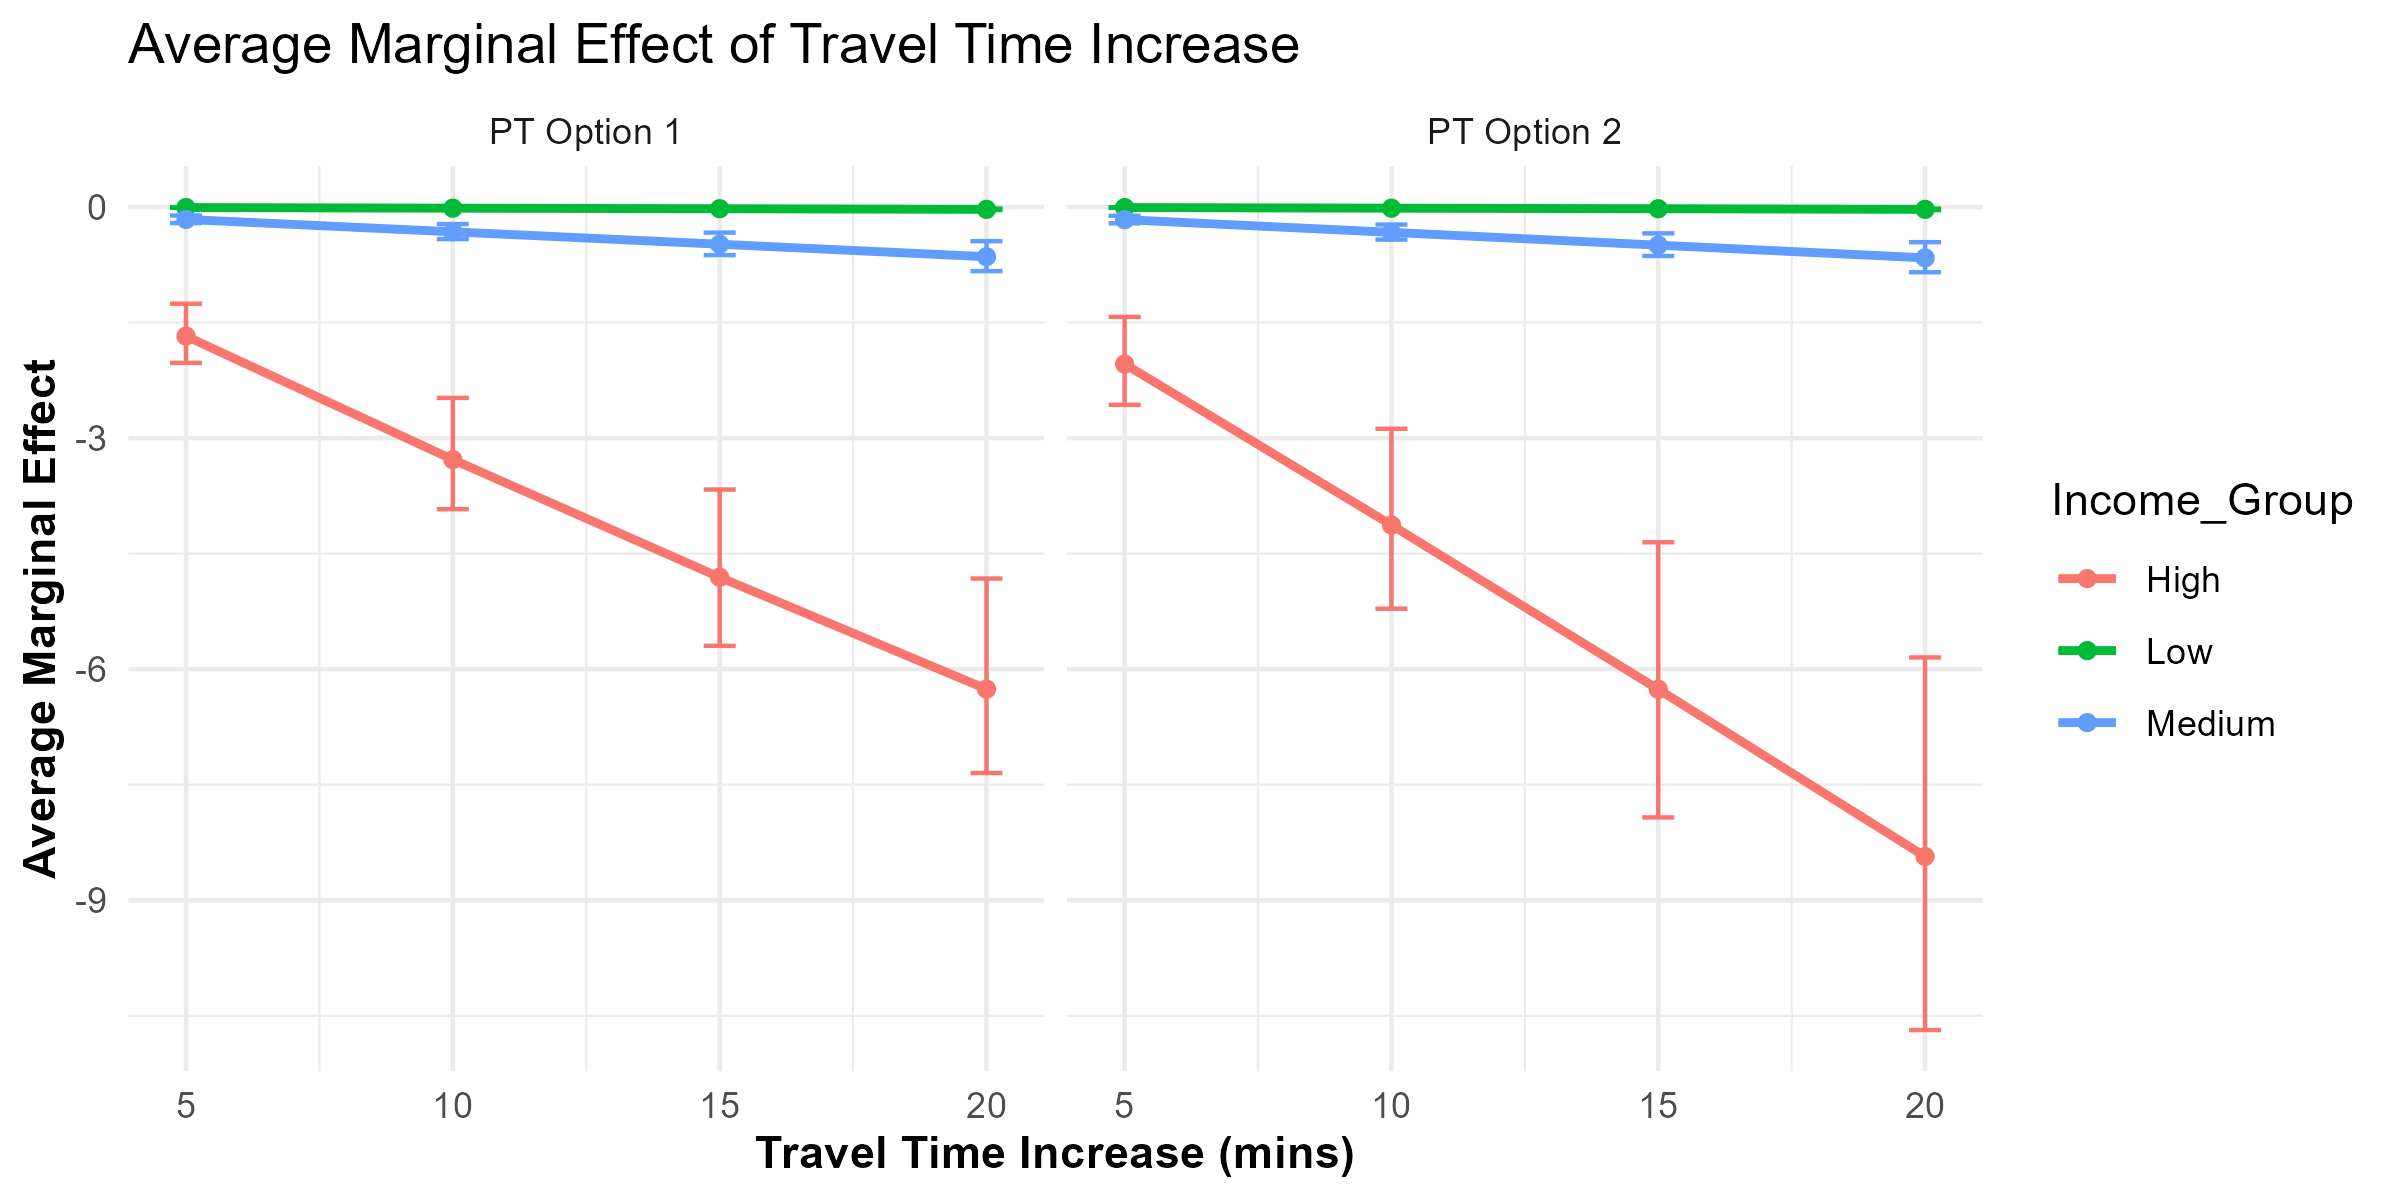 Average Marginal Effect of Travel Time Increase
PT Option 1
PT Option 2
Average Marginal Effect
0
-3
-6
-9
5
10
15
20
5
10
15
20
Travel Time Increase (mins)
Income_Group
High
Low
Medium